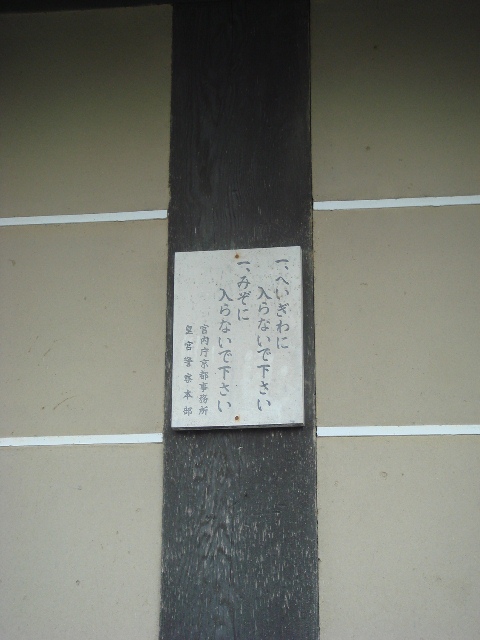 一、へいぎわに
入らないで下さい
一、みぞに
入らないで下さい
宮内庁京都事務所
皇宮警察本部